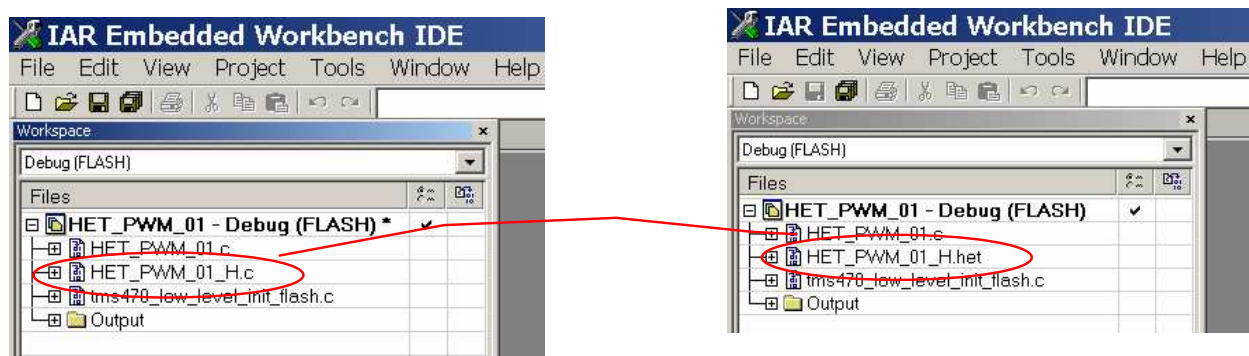 IAR Embedded Workbench IDE
File Edit View Project Tools Window Help
Workspace
Debug (FLASH)
Files
HET_PWM_01 - Debug (FLASH) *
HET_PWM_01.c
HET_PWM_01_H.c
tms470_low_level_init_flash.c
Output
IAR Embedded Workbench IDE
File Edit View Project Tools Window Help
Workspace
Debug (FLASH)
Files
HET_PWM_01 - Debug (FLASH)
HET_PWM_01.c
HET_PWM_01_H.het
tms470_low_level_init_flash.c
Output